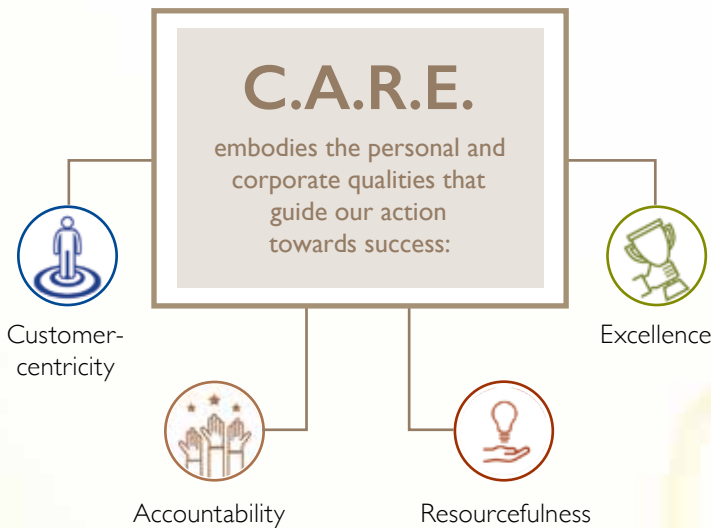 C.A.R.E.
embodies the personal and
corporate qualities that
guide our action
towards success:
Customer-
centricity
Accountability
Resourcefulness
Excellence